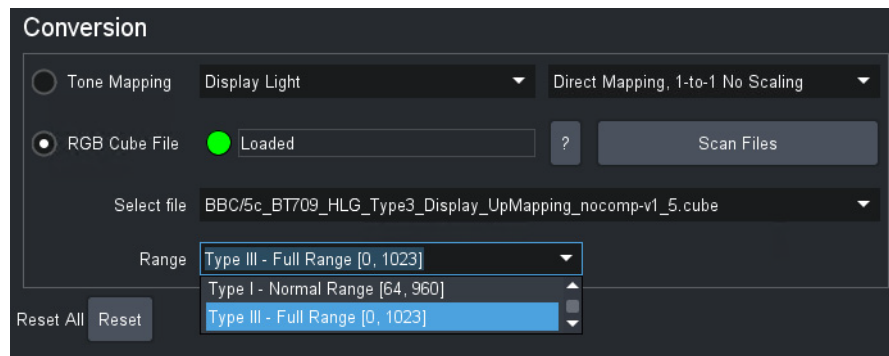 Conversion
Tone Mapping Display Light Direct Mapping, 1-to-1 No Scaling
RGB Cube File Loaded ? Scan Files
Select file BBC/5c_BT709_HLG_Type3_Display_UpMapping_nocomp-v1_5.cube
Range Type III - Full Range [0, 1023]
Type I - Normal Range [64, 960]
Type III - Full Range [0, 1023]
Reset All Reset